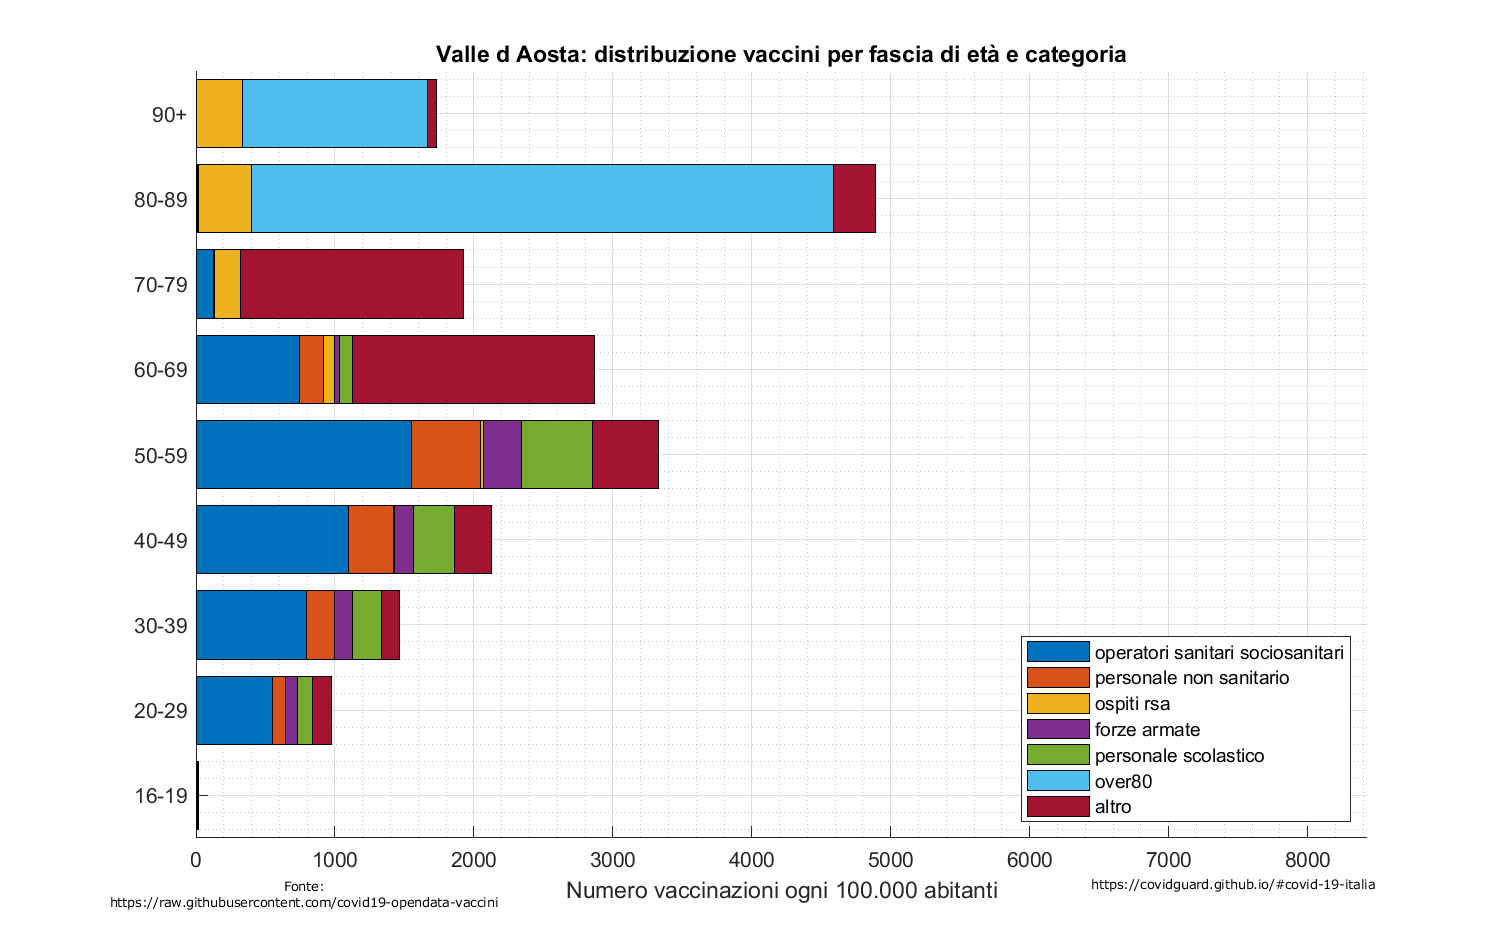 Valle d Aosta: distribuzione vaccini per fascia di età e categoria
90+
80-89
70-79
60-69
50-59
40-49
30-39
20-29
16-19
operatori sanitari sociosanitari
personale non sanitario
ospiti rsa
forze armate
personale scolastico
over80
altro
0 1000 2000 3000 4000 5000 6000 7000 8000
Numero vaccinazioni ogni 100.000 abitanti
Fonte:
https://raw.githubusercontent.com/covid19-opendata-vaccini
https://covidguard.github.io/#covid-19-italia